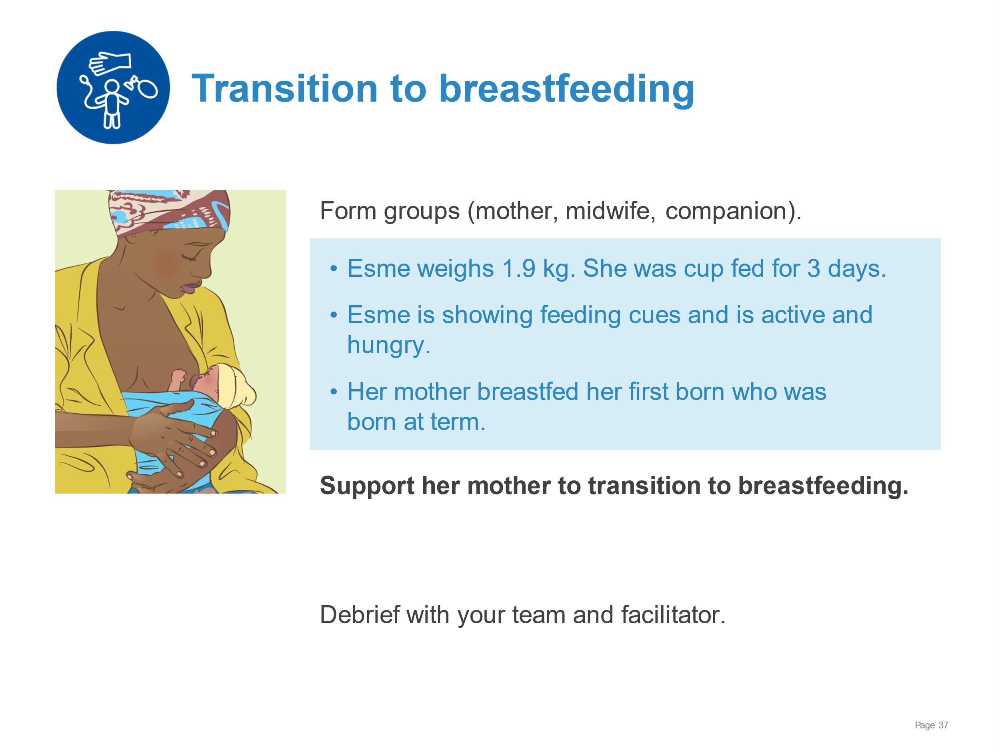 Transition to breastfeeding
Form groups (mother, midwife, companion).
• Esme weighs 1.9 kg. She was cup fed for 3 days.
• Esme is showing feeding cues and is active and
hungry.
• Her mother breastfed her first born who was
born at term.
Support her mother to transition to breastfeeding.
Debrief with your team and facilitator.
Page 37